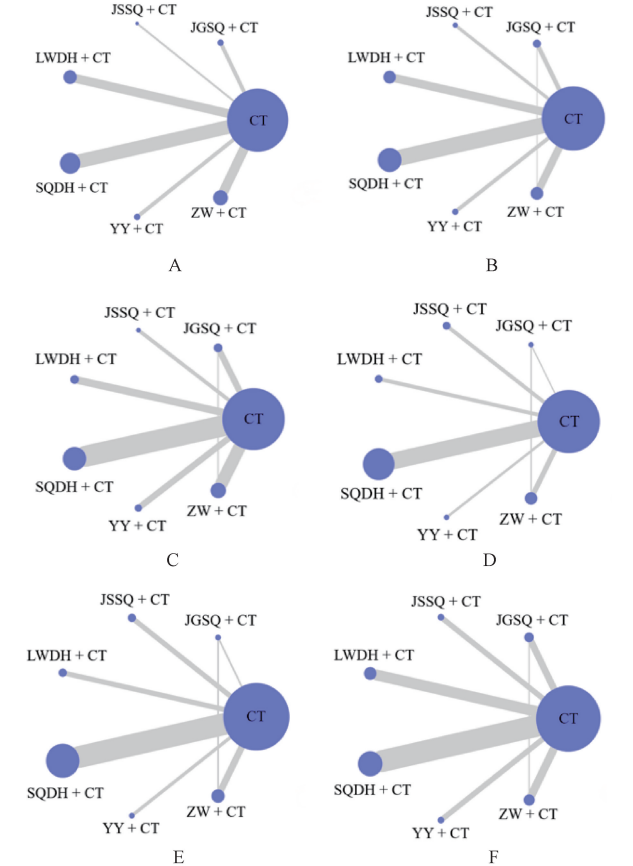 JSSQ + CT
JGSQ + CT
LWDH + CT
CT
SQDH + CT
YY + CT
ZW + CT
A
JSSQ + CT
JGSQ + CT
LWDH + CT
CT
SQDH + CT
YY + CT
ZW + CT
B
JSSQ + CT
JGSQ + CT
LWDH + CT
CT
SQDH + CT
YY + CT
ZW + CT
C
JSSQ + CT
JGSQ + CT
LWDH + CT
CT
SQDH + CT
YY + CT
ZW + CT
D
JSSQ + CT
JGSQ + CT
LWDH + CT
CT
SQDH + CT
YY + CT
ZW + CT
E
JSSQ + CT
JGSQ + CT
LWDH + CT
CT
SQDH + CT
YY + CT
ZW + CT
F